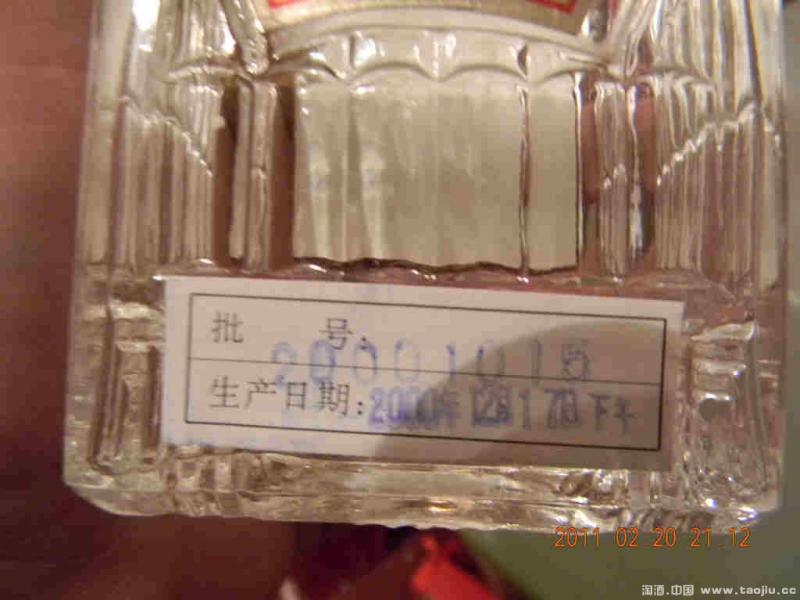 批 号:
20001015
生产日期:2000年12月17日下午
2011 02 20 21:12
淘酒.中国 www.taojiu.cc